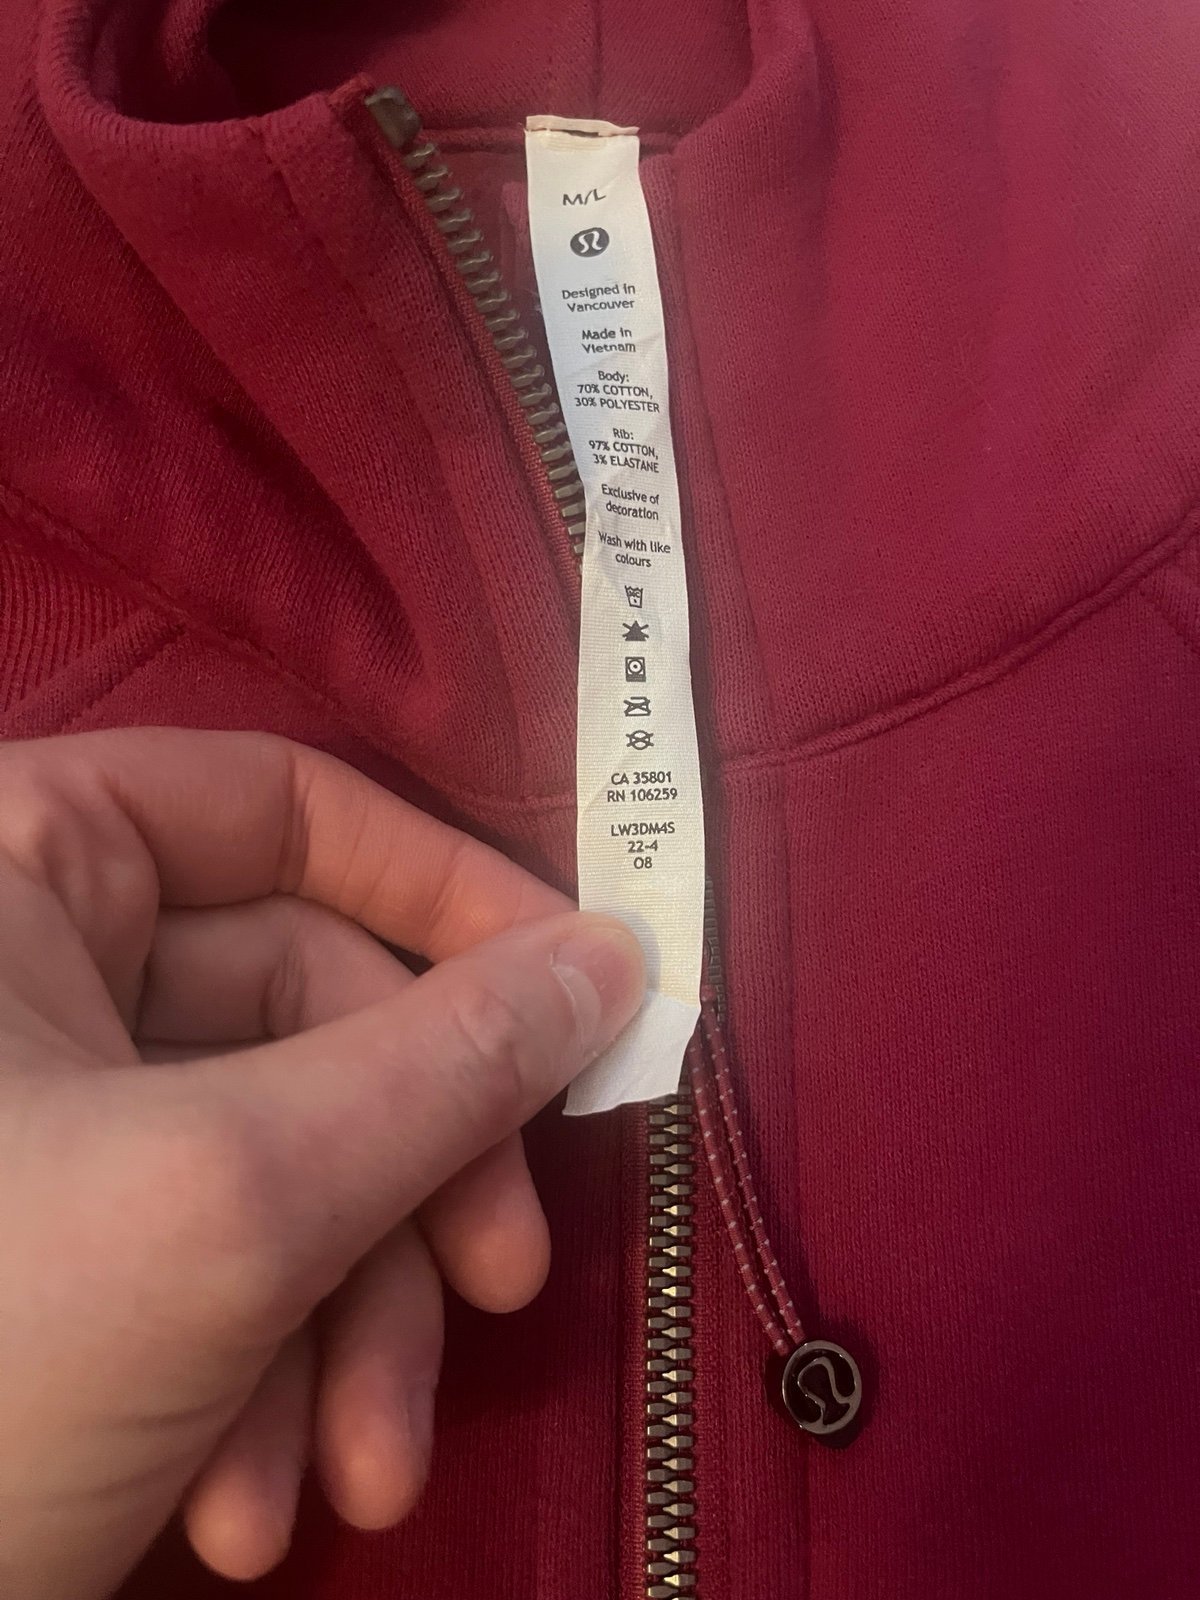 M/L
Designed in
Vancouver
Made in
Vietnam
Body:
70% COTTON,
30% POLYESTER
Rib:
97% COTTON,
3% ELASTANE
Exclusive of
decoration
Wash with like
colours
CA 35801
RN 106259
LW3DM4S
22-4
08